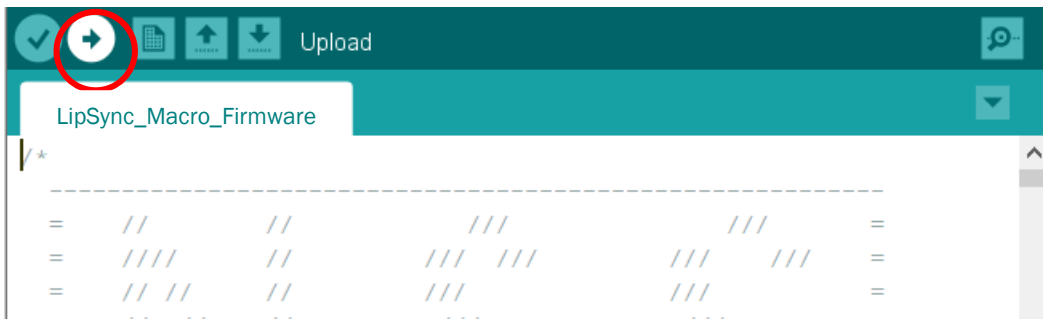 Upload
LipSync_Macro_Firmware
/*
----------------------------------------------------------
= // // /// /// =
= //// // /// /// /// /// =
= // // // /// /// =